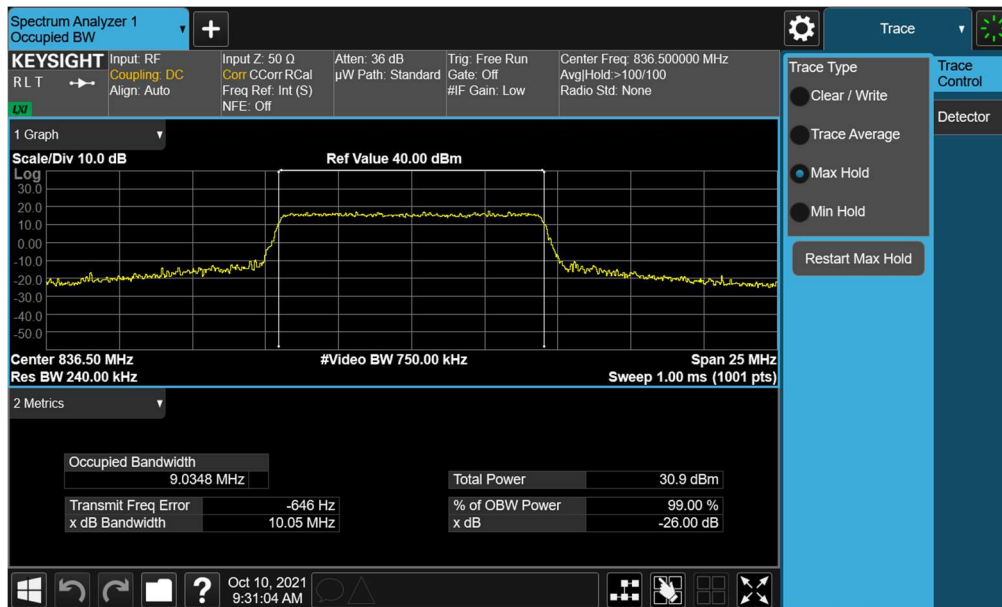 Spectrum Analyzer 1
Occupied BW
+
Trace
KEYSIGHT
R L T
LXI
Input: RF
Coupling: DC
Align: Auto
Input Z: 50 Ω
Corr CCorr RCal
Freq Ref: Int (S)
NFE: Off
Atten: 36 dB
µW Path: Standard
Trig: Free Run
Gate: Off
#IF Gain: Low
Center Freq: 836.500000 MHz
Avg|Hold:>100/100
Radio Std: None
Trace Type
Clear / Write
Trace Average
Max Hold
Min Hold
Restart Max Hold
Trace
Control
Detector
1 Graph
Scale/Div 10.0 dB
Ref Value 40.00 dBm
Log
30.0
20.0
10.0
0.00
-10.0
-20.0
-30.0
-40.0
-50.0
Center 836.50 MHz
#Video BW 750.00 kHz
Span 25 MHz
Res BW 240.00 kHz
Sweep 1.00 ms (1001 pts)
2 Metrics
Occupied Bandwidth
9.0348 MHz
Total Power 30.9 dBm
Transmit Freq Error -646 Hz
% of OBW Power 99.00 %
x dB Bandwidth 10.05 MHz
x dB -26.00 dB
?
Oct 10, 2021
9:31:04 AM